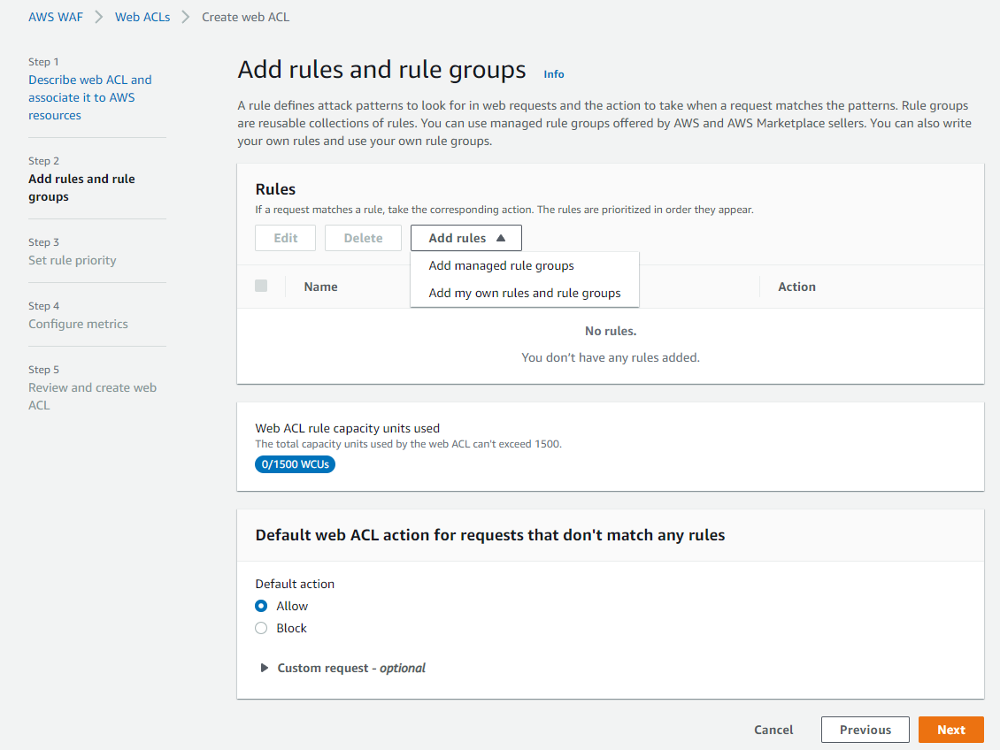 AWS WAF > Web ACLs > Create web ACL
Step 1
Describe web ACL and
associate it to AWS
resources
Step 2
Add rules and rule
groups
Step 3
Set rule priority
Step 4
Configure metrics
Step 5
Review and create web
ACL
Add rules and rule groups Info
A rule defines attack patterns to look for in web requests and the action to take when a request matches the patterns. Rule groups
are reusable collections of rules. You can use managed rule groups offered by AWS and AWS Marketplace sellers. You can also write
your own rules and use your own rule groups.
Rules
If a request matches a rule, take the corresponding action. The rules are prioritized in order they appear.
Edit Delete Add rules
Add managed rule groups
Add my own rules and rule groups
Name Action
No rules.
You don't have any rules added.
Web ACL rule capacity units used
The total capacity units used by the web ACL can't exceed 1500.
0/1500 WCUs
Default web ACL action for requests that don't match any rules
Default action
Allow
Block
Custom request - optional
Cancel Previous Next